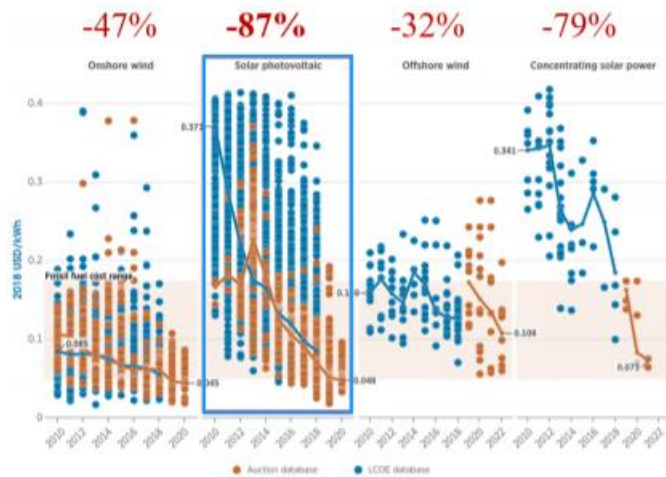 -47% -87% -32% -79%
Onshore wind Solar photovoltaic Offshore wind Concentrating solar power
0.4
0.371
0.341
0.3
2018 USD/kWh
0.2
Fossil fuel cost range
0.1
0.085
0.045
0.048
0.108
0.073
0
2010 2012 2014 2016 2018 2020 2010 2012 2014 2016 2018 2020 2010 2012 2014 2016 2018 2020 2022 2010 2012 2014 2016 2018 2020 2022
Auction database LCOE database